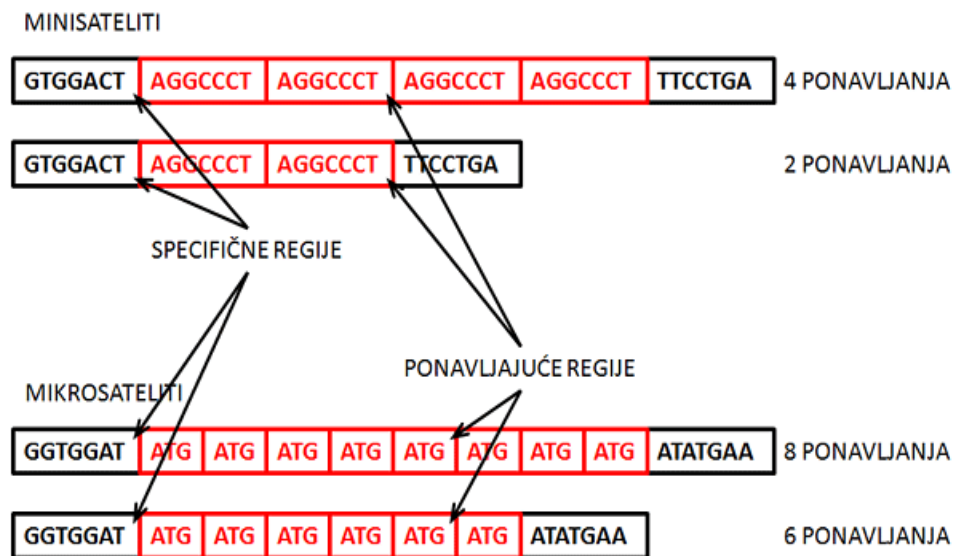 MINISATELITI
GTGGACT AGGCCCT AGGCCCT AGGCCCT AGGCCCT TTCCTGA 4 PONAVLJANJA
GTGGACT AGGCCCT AGGCCCT TTCCTGA 2 PONAVLJANJA
SPECIFIČNE REGIJE
PONAVLJAJUĆE REGIJE
MIKROSATELITI
GGTGGAT ATG ATG ATG ATG ATG ATG ATG ATG ATATGAA 8 PONAVLJANJA
GGTGGAT ATG ATG ATG ATG ATG ATG ATATGAA 6 PONAVLJANJA